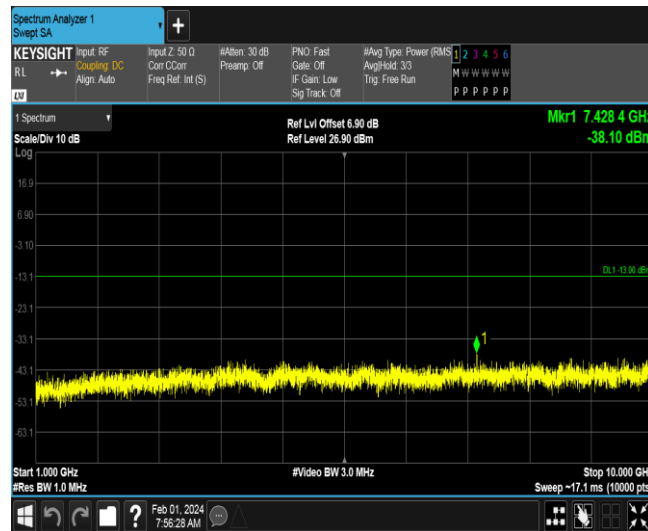 Spectrum Analyzer 1
Swept SA
+
KEYSIGHT
RL
LXI
Input: RF
Coupling: DC
Align: Auto
Input Z: 50 Ω
Corr CCorr
Freq Ref: Int (S)
#Atten: 30 dB
Preamp: Off
PNO: Fast
Gate: Off
IF Gain: Low
Sig Track: Off
#Avg Type: Power (RMS
Avg|Hold: 3/3
Trig: Free Run
1 2 3 4 5 6
M W W W W W
P P P P P P
1 Spectrum
Scale/Div 10 dB
Log
Ref Lvl Offset 6.90 dB
Ref Level 26.90 dBm
Mkr1 7.428 4 GHz
-38.10 dBm
16.9
6.90
-3.10
-13.1
-23.1
-33.1
-43.1
-53.1
-63.1
DL1 -13.00 dBm
1
Start 1.000 GHz
#Res BW 1.0 MHz
#Video BW 3.0 MHz
Stop 10.000 GHz
Sweep ~17.1 ms (10000 pts
?
Feb 01, 2024
7:56:28 AM